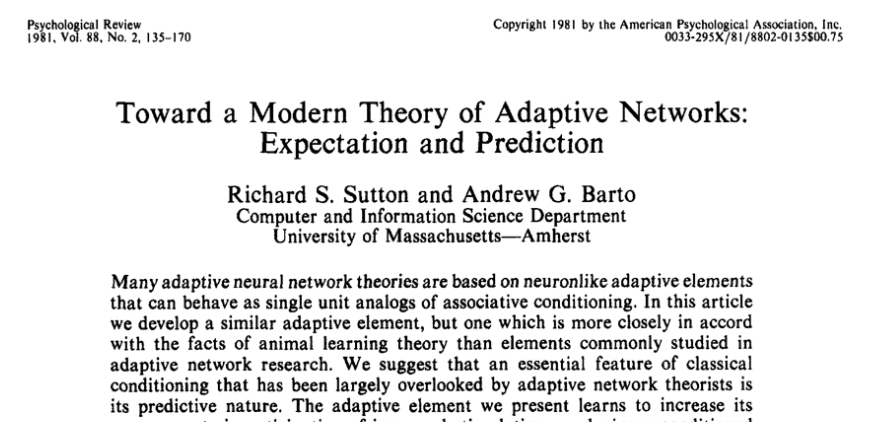 Psychological Review
1981, Vol. 88, No. 2, 135–170
Copyright 1981 by the American Psychological Association, Inc.
0033-295X/81/8802-0135$00.75
Toward a Modern Theory of Adaptive Networks:
Expectation and Prediction
Richard S. Sutton and Andrew G. Barto
Computer and Information Science Department
University of Massachusetts—Amherst
Many adaptive neural network theories are based on neuronlike adaptive elements
that can behave as single unit analogs of associative conditioning. In this article
we develop a similar adaptive element, but one which is more closely in accord
with the facts of animal learning theory than elements commonly studied in
adaptive network research. We suggest that an essential feature of classical
conditioning that has been largely overlooked by adaptive network theorists is
its predictive nature. The adaptive element we present learns to increase its